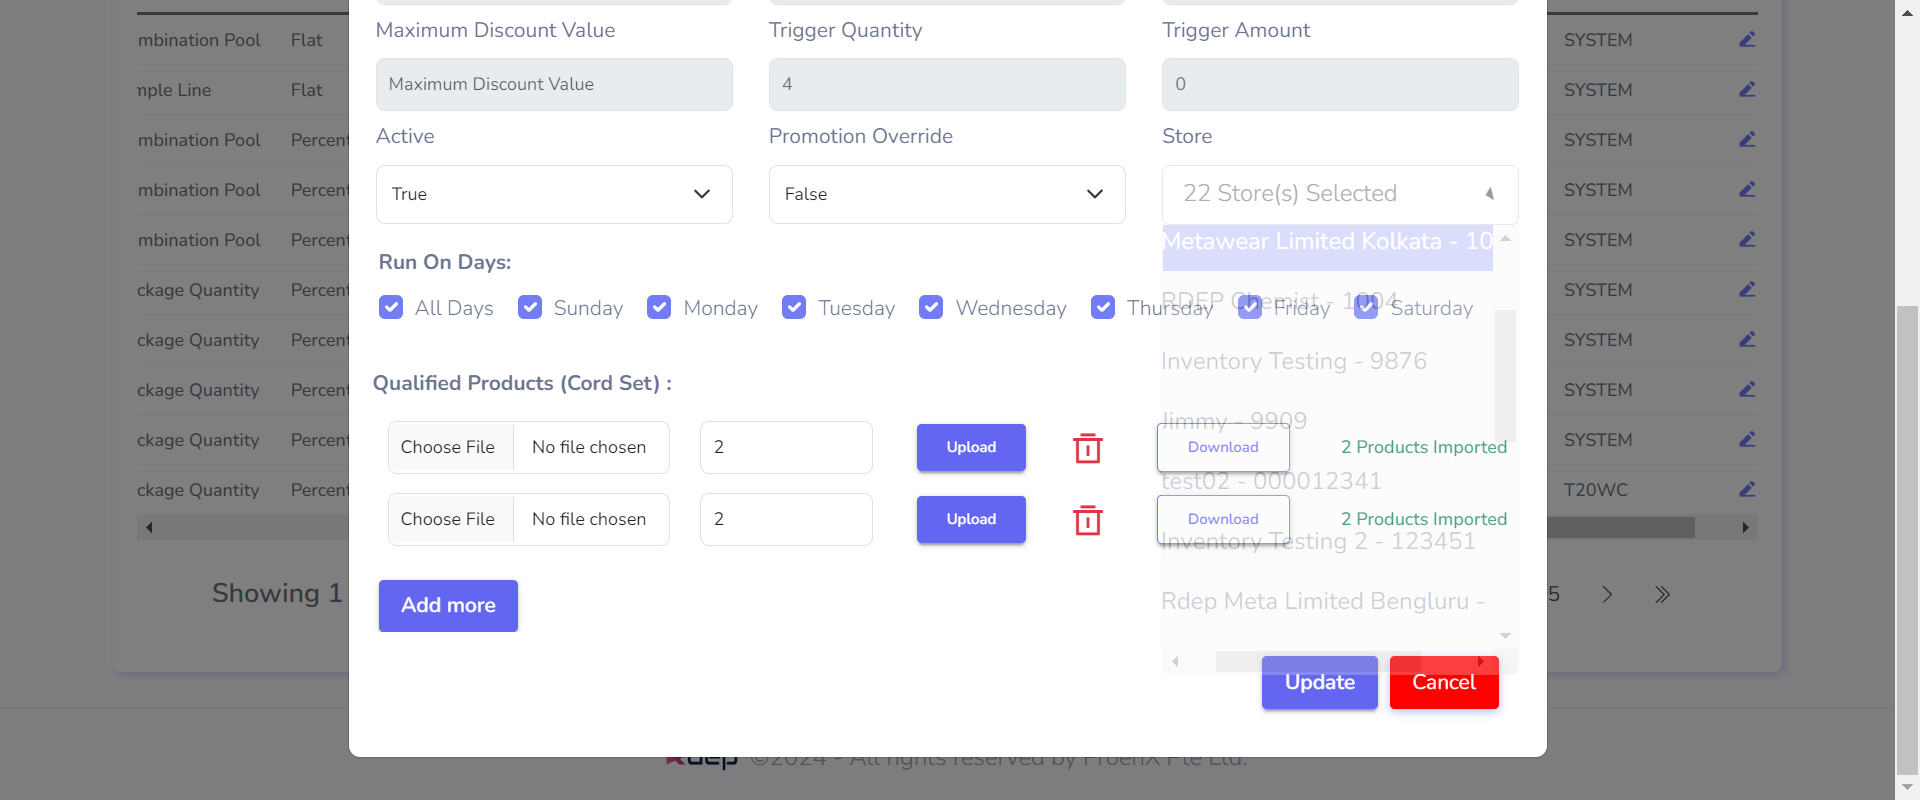 Maximum Discount Value Trigger Quantity Trigger Amount
mbination Pool Flat SYSTEM
Maximum Discount Value 4 0
mple Line Flat SYSTEM
Active Promotion Override Store
mbination Pool Percent SYSTEM
True False 22 Store(s) Selected
mbination Pool Percent SYSTEM
Metawear Limited Kolkata - 10
mbination Pool Percent SYSTEM
Run On Days:
ckage Quantity Percent SYSTEM
RDEP Chemist - 1004
All Days Sunday Monday Tuesday Wednesday Thursday Friday Saturday
ckage Quantity Percent SYSTEM
Inventory Testing - 9876
Qualified Products (Cord Set) :
ckage Quantity Percent SYSTEM
Jimmy - 9909
ckage Quantity Percent SYSTEM
Choose File No file chosen 2 Upload Download 2 Products Imported
test02 - 000012341
ckage Quantity Percent T20WC
Choose File No file chosen 2 Upload Download 2 Products Imported
Inventory Testing 2 - 123451
Showing 1 5
Add more Rdep Meta Limited Bengluru -
Update Cancel
Rdep ©2024 - All rights reserved by ProenX Pte Ltd.